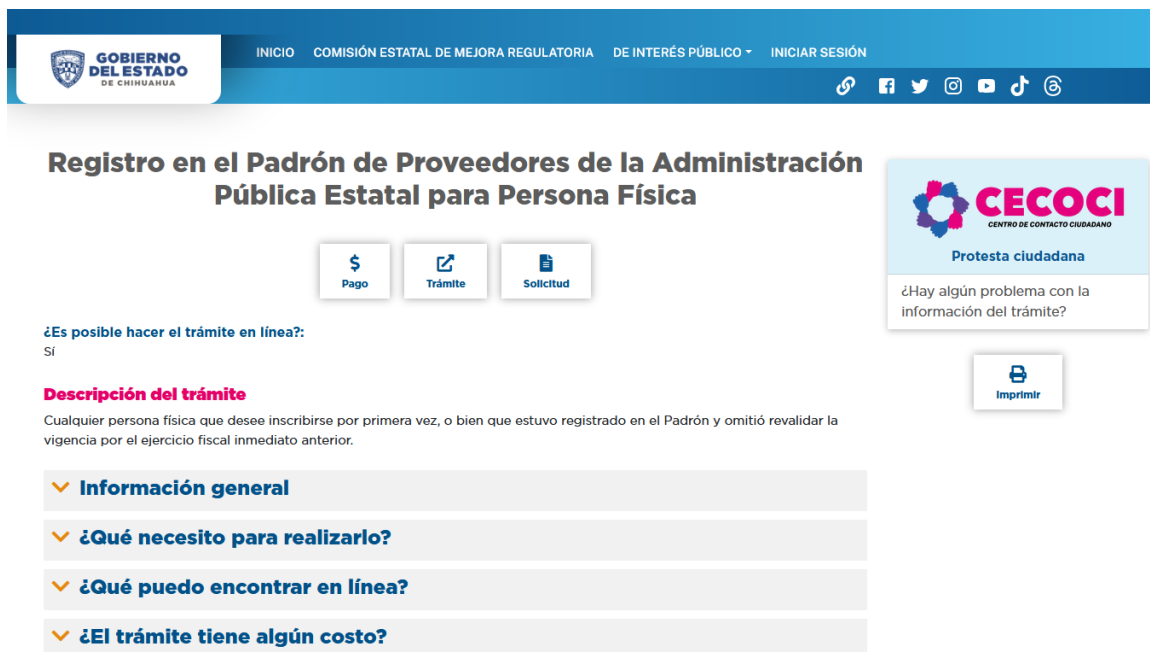 GOBIERNO
DEL ESTADO
DE CHIHUAHUA
INICIO COMISIÓN ESTATAL DE MEJORA REGULATORIA DE INTERÉS PÚBLICO INICIAR SESIÓN
Registro en el Padrón de Proveedores de la Administración
Pública Estatal para Persona Física
Pago Trámite Solicitud
¿Es posible hacer el trámite en línea?:
Sí
Descripción del trámite
Cualquier persona física que desee inscribirse por primera vez, o bien que estuvo registrado en el Padrón y omitió revalidar la
vigencia por el ejercicio fiscal inmediato anterior.
Información general
¿Qué necesito para realizarlo?
¿Qué puedo encontrar en línea?
¿El trámite tiene algún costo?
CECOCI
CENTRO DE CONTACTO CIUDADANO
Protesta ciudadana
¿Hay algún problema con la
información del trámite?
Imprimir